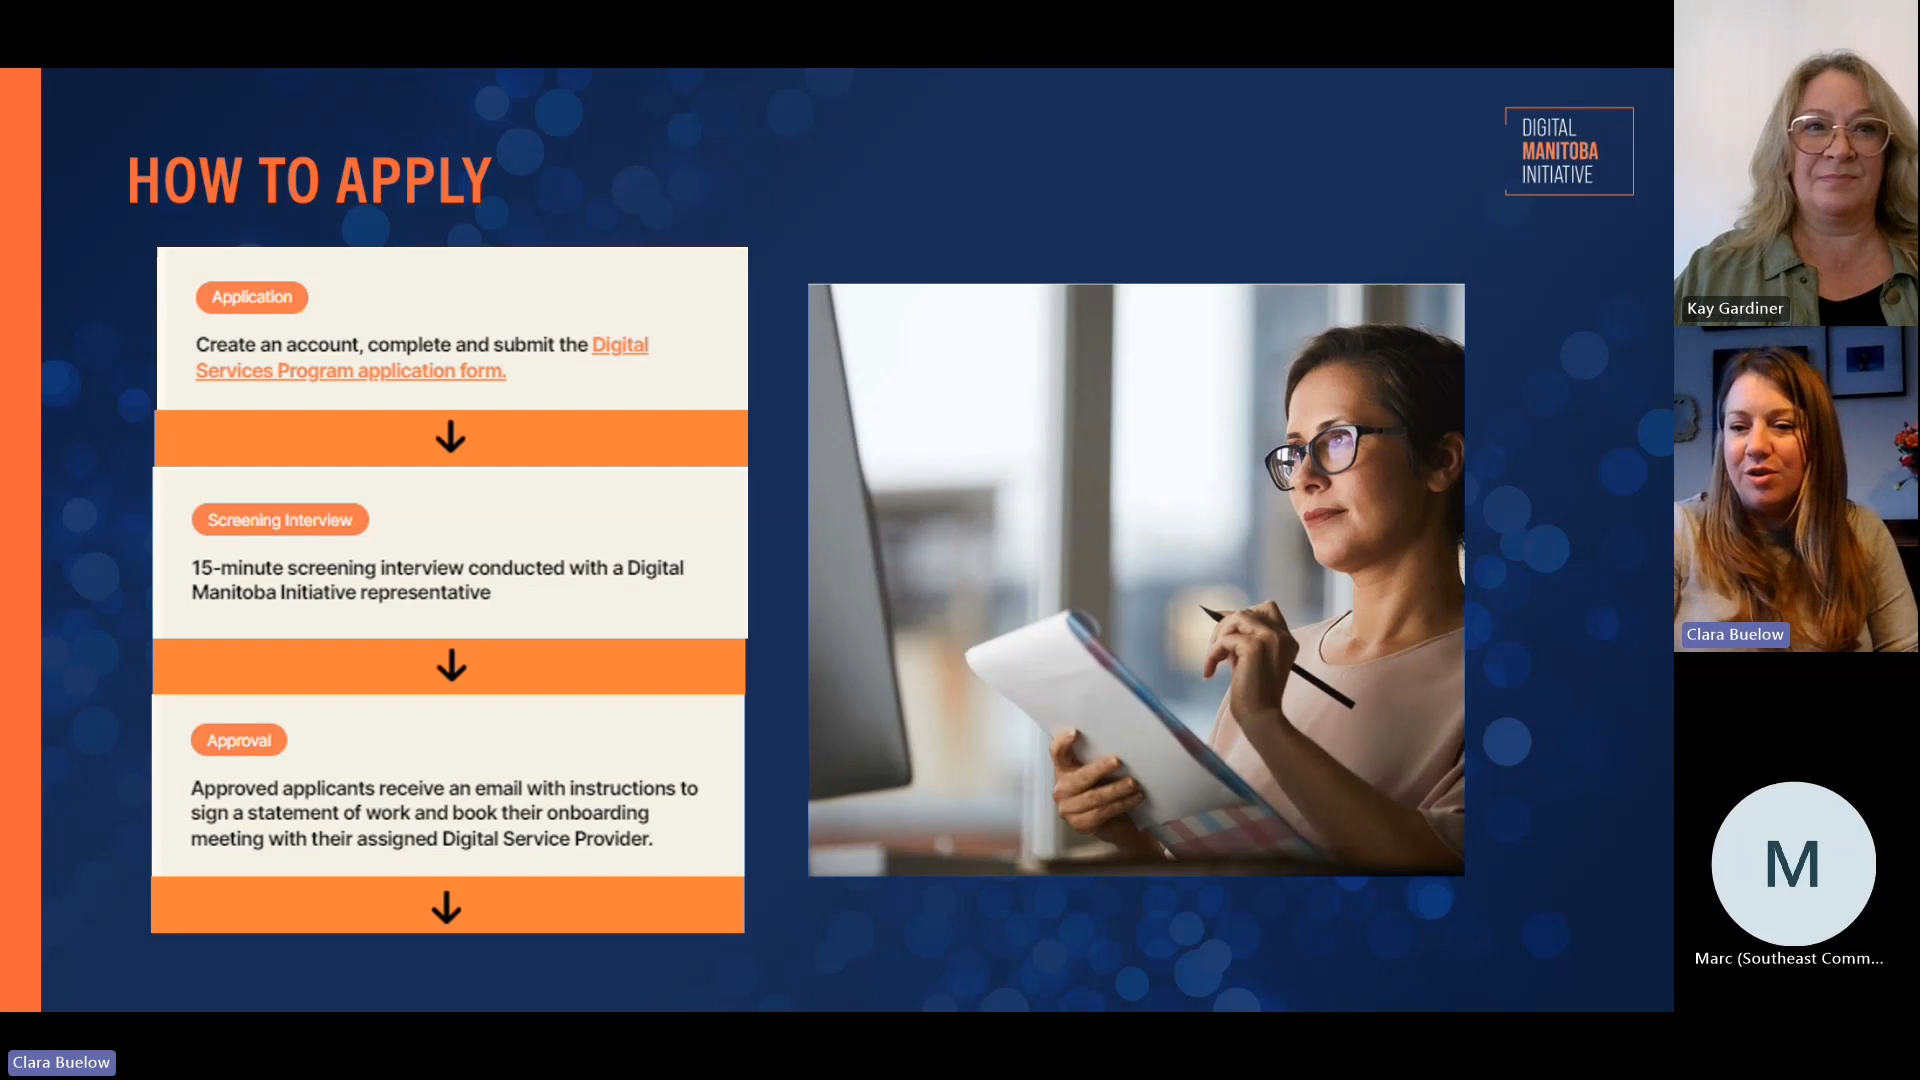 HOW TO APPLY
DIGITAL
MANITOBA
INITIATIVE
Application
Create an account, complete and submit the Digital
Services Program application form.
Screening Interview
15-minute screening interview conducted with a Digital
Manitoba Initiative representative
Approval
Approved applicants receive an email with instructions to
sign a statement of work and book their onboarding
meeting with their assigned Digital Service Provider.
Kay Gardiner
Clara Buelow
M
Marc (Southeast Comm...
Clara Buelow